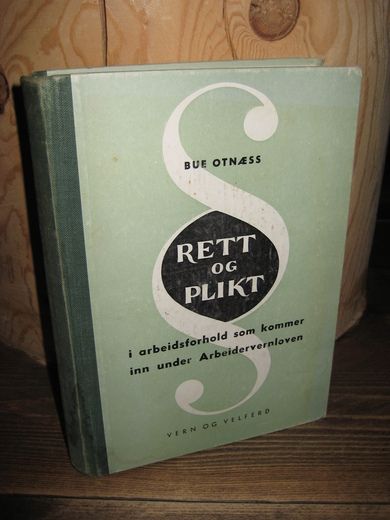 BUE OTNÆSS
RETT
OG
PLIKT
i arbeidsforhold som kommer
inn under Arbeidervernloven
VERN OG VELFERD